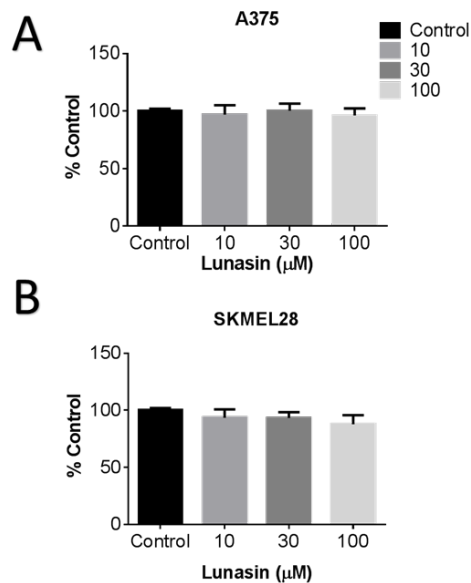 A
A375
Control
10
30
100
% Control
150
100
50
0
Control 10 30 100
Lunasin (μM)
B
SKMEL28
% Control
150
100
50
0
Control 10 30 100
Lunasin (μM)